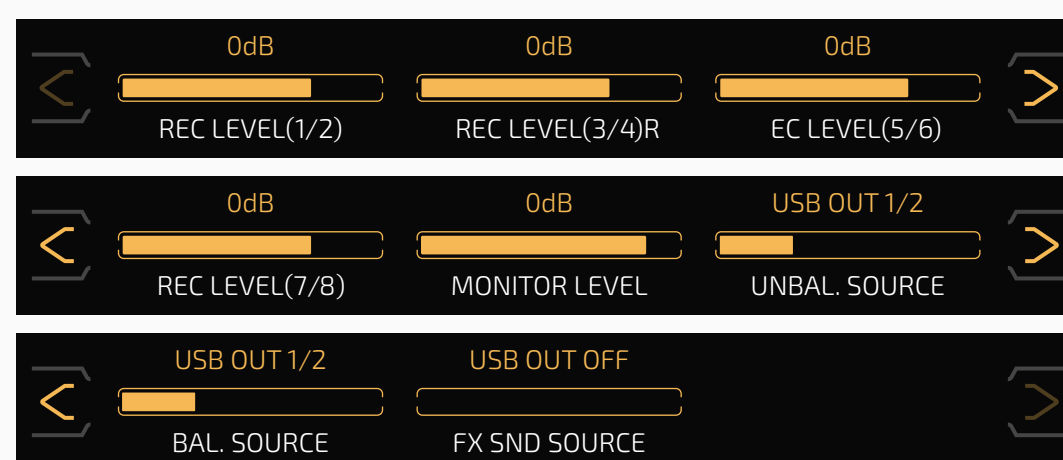 0dB 0dB 0dB
REC LEVEL(1/2) REC LEVEL(3/4)R EC LEVEL(5/6)
0dB 0dB USB OUT 1/2
REC LEVEL(7/8) MONITOR LEVEL UNBAL. SOURCE
USB OUT 1/2 USB OUT OFF
BAL. SOURCE FX SND SOURCE